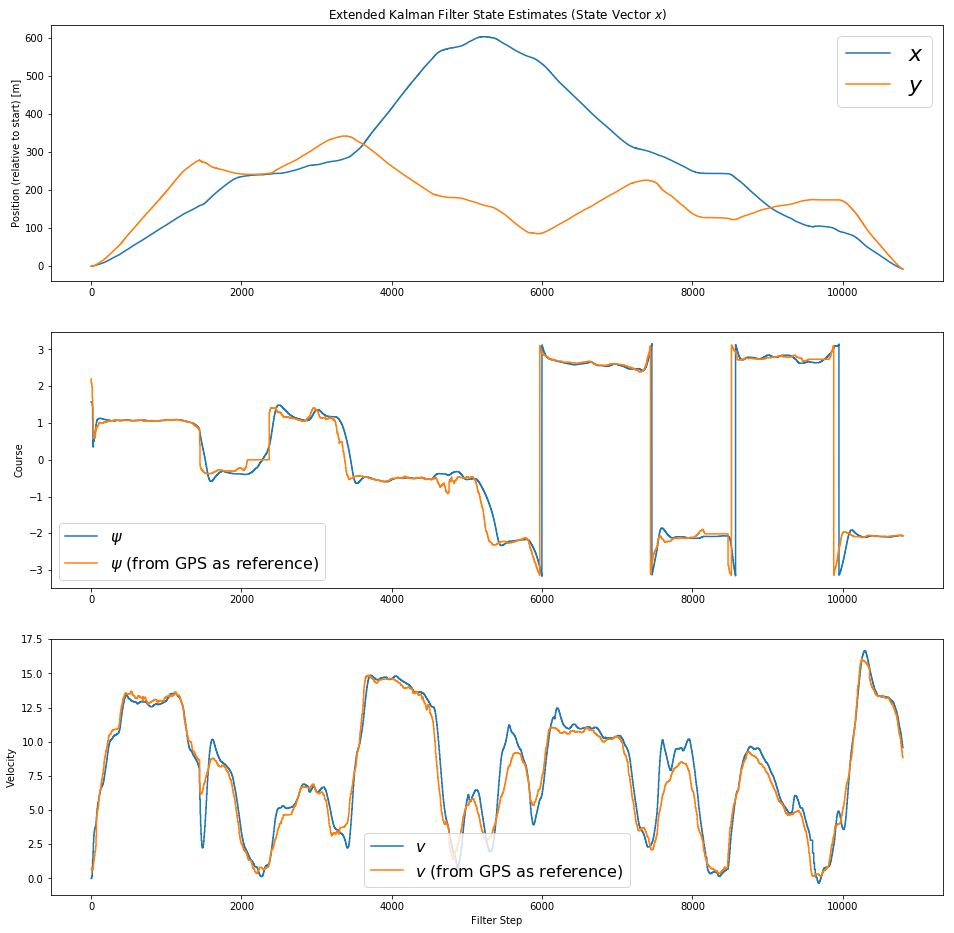 Extended Kalman Filter State Estimates (State Vector x)
600
500
400
300
200
100
0
Position (relative to start) [m]
x
y
0 2000 4000 6000 8000 10000
3
2
1
0
−1
−2
−3
Course
ψ
ψ (from GPS as reference)
0 2000 4000 6000 8000 10000
17.5
15.0
12.5
10.0
7.5
5.0
2.5
0.0
Velocity
v
v (from GPS as reference)
0 2000 4000 6000 8000 10000
Filter Step